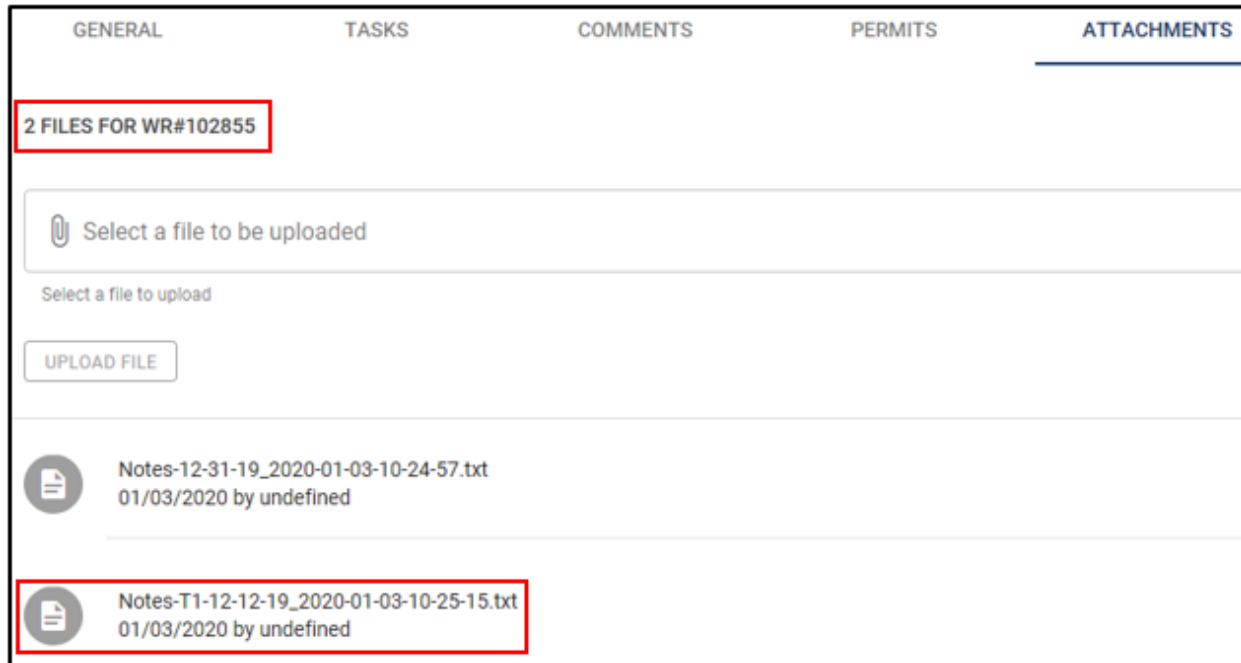 GENERAL TASKS COMMENTS PERMITS ATTACHMENTS
2 FILES FOR WR#102855
Select a file to be uploaded
Select a file to upload
UPLOAD FILE
Notes-12-31-19_2020-01-03-10-24-57.txt
01/03/2020 by undefined
Notes-T1-12-12-19_2020-01-03-10-25-15.txt
01/03/2020 by undefined